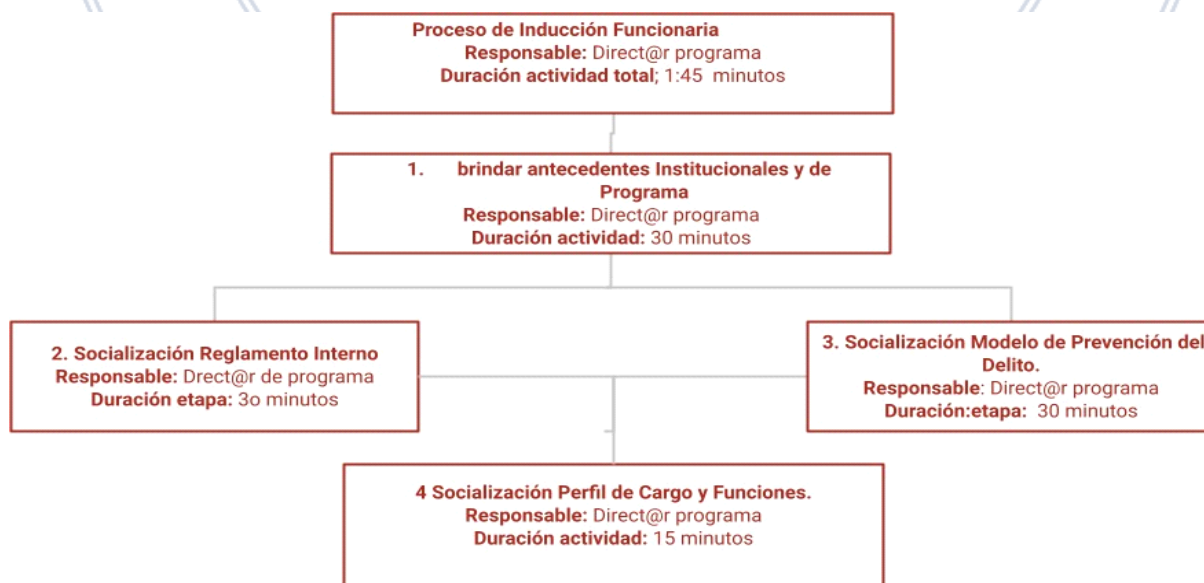 Proceso de Inducción Funcionaria
Responsable: Direct@r programa
Duración actividad total; 1:45 minutos
1. brindar antecedentes Institucionales y de
Programa
Responsable: Direct@r programa
Duración actividad: 30 minutos
2. Socialización Reglamento Interno
Responsable: Drect@r de programa
Duración etapa: 3o minutos
3. Socialización Modelo de Prevención del
Delito.
Responsable: Direct@r programa
Duración:etapa: 30 minutos
4 Socialización Perfil de Cargo y Funciones.
Responsable: Direct@r programa
Duración actividad: 15 minutos